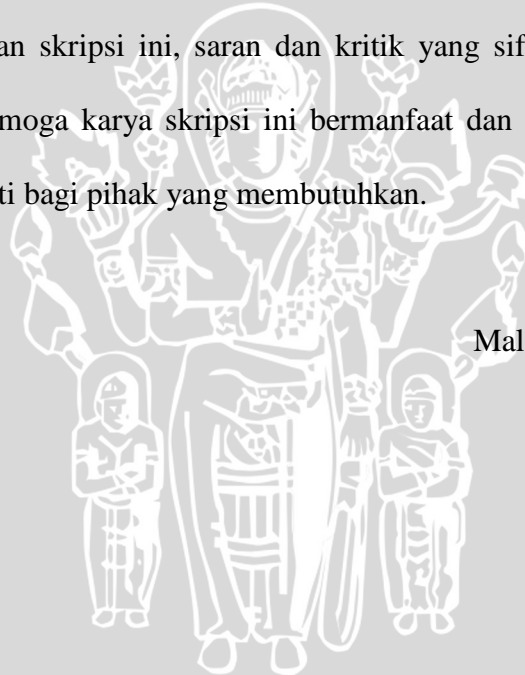 an skripsi ini, saran dan kritik yang sif
moga karya skripsi ini bermanfaat dan
ti bagi pihak yang membutuhkan.
Mal